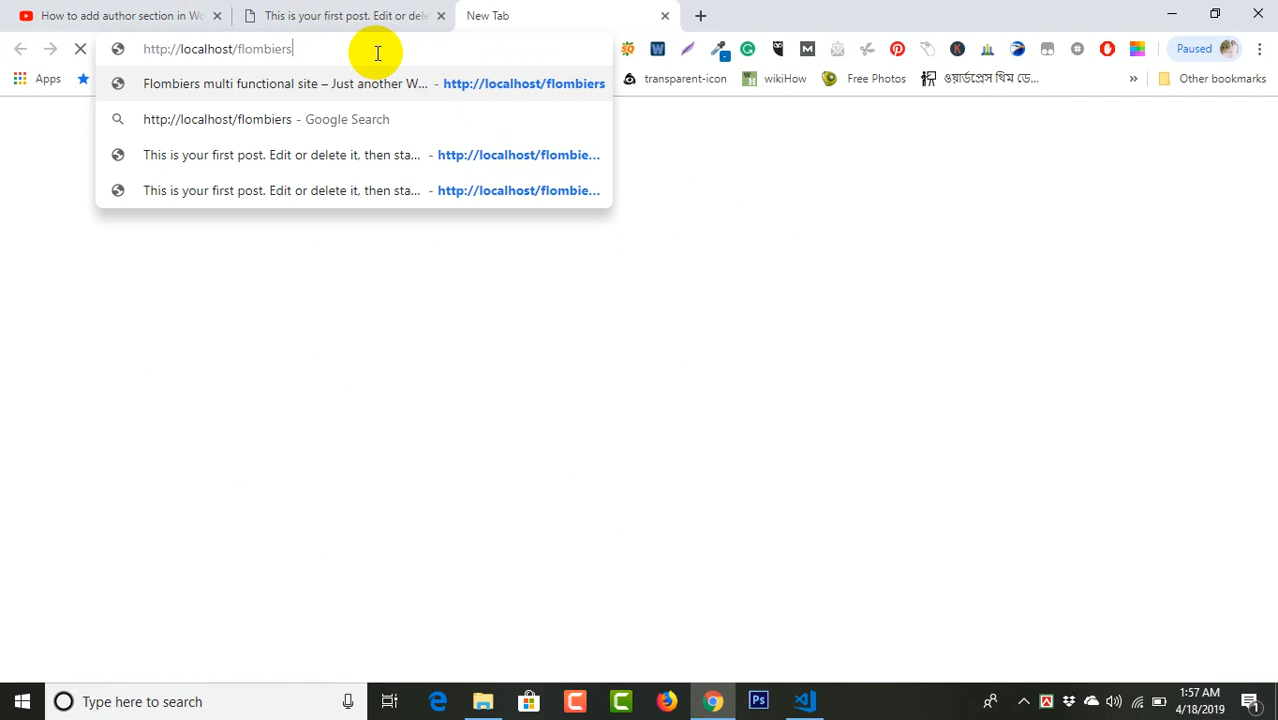 How to add author section in Wo
This is your first post. Edit or dele
New Tab
http://localhost/flombiers
Paused
Flombiers multi functional site – Just another W... - http://localhost/flombiers
http://localhost/flombiers - Google Search
This is your first post. Edit or delete it, then sta... - http://localhost/flombie...
This is your first post. Edit or delete it, then sta... - http://localhost/flombie...
Apps
transparent-icon
wikiHow
Free Photos
ওয়ার্ডপ্রেস থিম ডে...
»
Other bookmarks
Type here to search
1:57 AM
4/18/2019